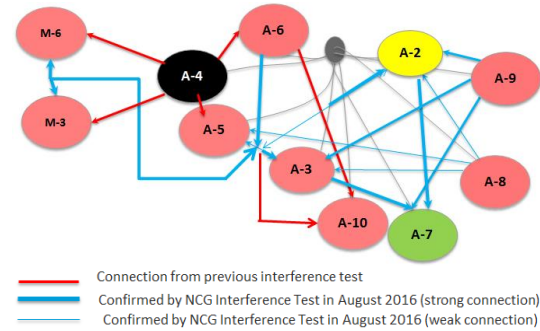 M-6
A-6
A-2
A-4
A-9
M-3
A-5
A-3
A-8
A-10
A-7
Connection from previous interference test
Confirmed by NCG Interference Test in August 2016 (strong connection)
Confirmed by NCG Interference Test in August 2016 (weak connection)